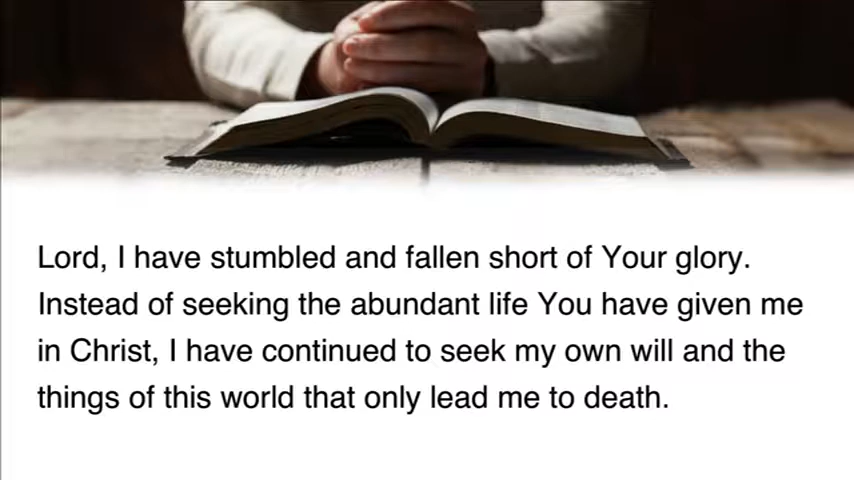 Lord, I have stumbled and fallen short of Your glory.
Instead of seeking the abundant life You have given me
in Christ, I have continued to seek my own will and the
things of this world that only lead me to death.